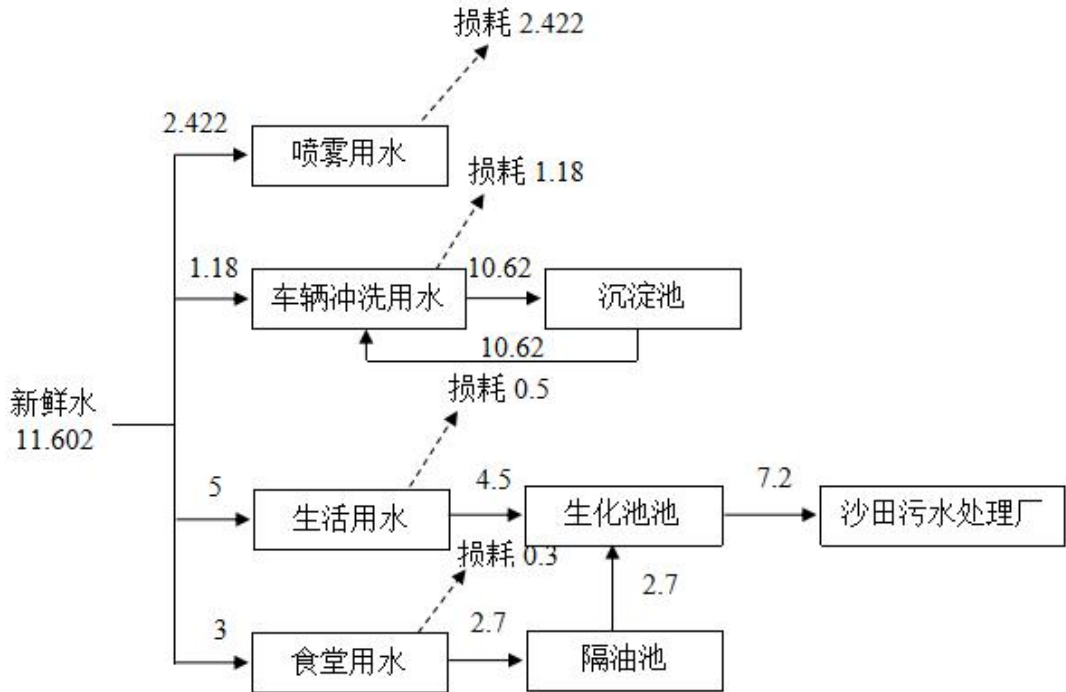 损耗 2.422
2.422
喷雾用水
损耗 1.18
1.18
车辆冲洗用水
10.62
沉淀池
10.62
损耗 0.5
新鲜水
11.602
5
生活用水
4.5
生化池池
7.2
沙田污水处理厂
损耗 0.3
2.7
3
食堂用水
2.7
隔油池